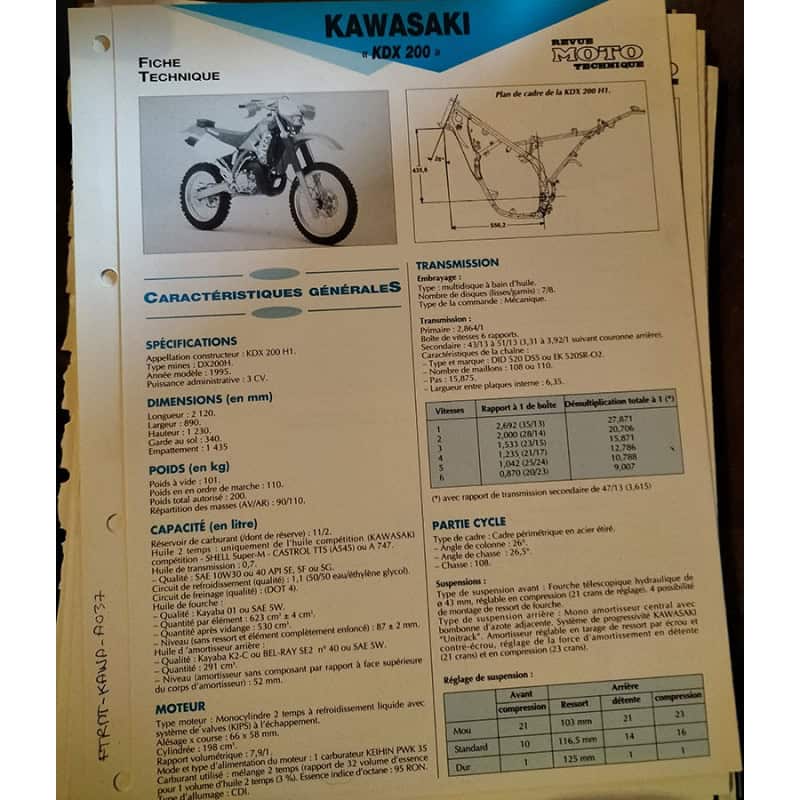 KAWASAKI
« KDX 200 »
FICHE
TECHNIQUE
REVUE
MOTO
TECHNIQUE
Plan de cadre de la KDX 200 H1.
26°
435,8
556,2
CARACTÉRISTIQUES GÉNÉRALES
SPÉCIFICATIONS
Appellation constructeur : KDX 200 H1.
Type mines : DX200H.
Année modèle : 1995.
Puissance administrative : 3 CV.
DIMENSIONS (en mm)
Longueur : 2 120.
Largeur : 890.
Hauteur : 1 230.
Garde au sol : 340.
Empattement : 1 435
POIDS (en kg)
Poids à vide : 101.
Poids en en ordre de marche : 110.
Poids total autorisé : 200.
Répartition des masses (AV/AR) : 90/110.
CAPACITÉ (en litre)
Réservoir de carburant (/dont de réserve) : 11/2.
Huile 2 temps : uniquement de l'huile compétition (KAWASAKI
compétition - SHELL Super-M - CASTROL TTS (A545) ou A 747.
Huile de transmission : 0,7.
– Qualité : SAE 10W30 ou 40 API SE, SF ou SG.
Circuit de refroidissement (qualité) : 1,1 (50/50 eau/éthylène glycol).
Circuit de freinage (qualité) : (DOT 4).
Huile de fourche :
– Qualité : Kayaba 01 ou SAE 5W.
– Quantité par élément : 623 cm³ ± 4 cm³.
– Quantité après vidange : 530 cm³.
– Niveau (sans ressort et élément complètement enfoncé) : 87 ± 2 mm.
Huile d'amortisseur arrière :
– Qualité : Kayaba K2-C ou BEL-RAY SE2 n° 40 ou SAE 5W.
– Quantité : 291 cm³.
– Niveau (amortisseur sans composant par rapport à face supérieure
du corps d'amortisseur) : 52 mm.
MOTEUR
Type moteur : Monocylindre 2 temps à refroidissement liquide avec
système de valves (KIPS) à l'échappement.
Alésage x course : 66 x 58 mm.
Cylindrée : 198 cm³.
Rapport volumétrique : 7,9/1.
Mode et type d'alimentation du moteur : 1 carburateur KEIHIN PWK 35
Carburant utilisé : mélange 2 temps (rapport de 32 volume d'essence
pour 1 volume d'huile 2 temps (3 %). Essence indice d'octane : 95 RON.
Type d'allumage : CDI.
TRANSMISSION
Embrayage :
Type : multidisque à bain d'huile.
Nombre de disques (lisses/garnis) : 7/8.
Type de la commande : Mécanique.
Transmission :
Primaire : 2,864/1
Boîte de vitesses 6 rapports.
Secondaire : 43/13 à 51/13 (3,31 à 3,92/1 suivant couronne arrière).
Caractéristiques de la chaîne :
– Type et marque : DID 520 DS5 ou EK 520SR-O2.
– Nombre de maillons : 108 ou 110.
– Pas : 15,875.
– Largeur entre plaques interne : 6,35.
Vitesses Rapport à 1 de boîte Démultiplication totale à 1 (*)
1 2,692 (35/13) 27,871
2 2,000 (28/14) 20,706
3 1,533 (23/15) 15,871
4 1,235 (21/17) 12,786
5 1,042 (25/24) 10,788
6 0,870 (20/23) 9,007
(*) avec rapport de transmission secondaire de 47/13 (3,615)
PARTIE CYCLE
Type de cadre : Cadre périmétrique en acier étiré.
– Angle de colonne : 26°.
– Angle de chasse : 26,5°.
– Chasse : 108.
Suspensions :
Type de suspension avant : Fourche télescopique hydraulique de
ø 43 mm, réglable en compression (21 crans de réglage). 4 possibilité
de montage de ressort de fourche.
Type de suspension arrière : Mono amortisseur central avec
bombonne d'azote adjacente. Système de progressivité KAWASAKI
"Unitrack". Amortisseur réglable en tarage de ressort par écrou et
contre-écrou, réglage de la force d'amortissement en détente
(21 crans) et en compression (23 crans).
Réglage de suspension :
Avant Arrière
compression Ressort détente compression
Mou 21 103 mm 21 23
Standard 10 116,5 mm 14 16
Dur 1 125 mm 1 1
FTRMT-KAWA-A037